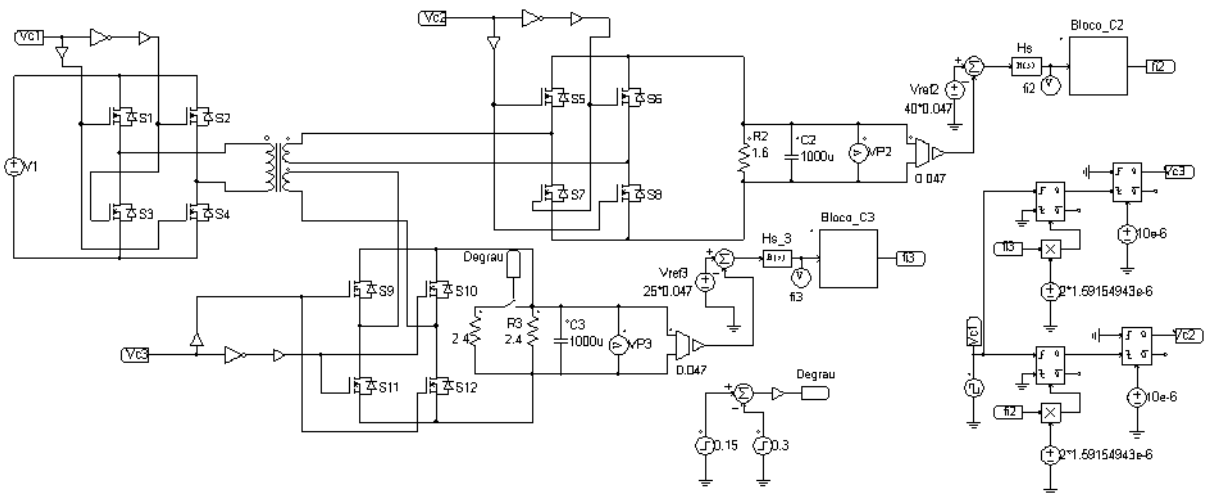 Vc1
V1
S1
S2
S3
S4
Vc2
S5
S6
S7
S8
R2
1.6
C2
1000u
VP2
0.047
Vref2
40*0.047
Hs
H(s)
V
fi2
Bloco_C2
fi2
Vc3
S9
S10
S11
S12
Degrau
2.4
R3
2.4
C3
1000u
VP3
0.047
Vref3
25*0.047
Hs_3
H(s)
V
fi3
Bloco_C3
fi3
Degrau
0.15
0.3
Vc3
10e-6
fi3
2*1.59154943e-6
Vc1
Vc2
10e-6
fi2
2*1.59154943e-6